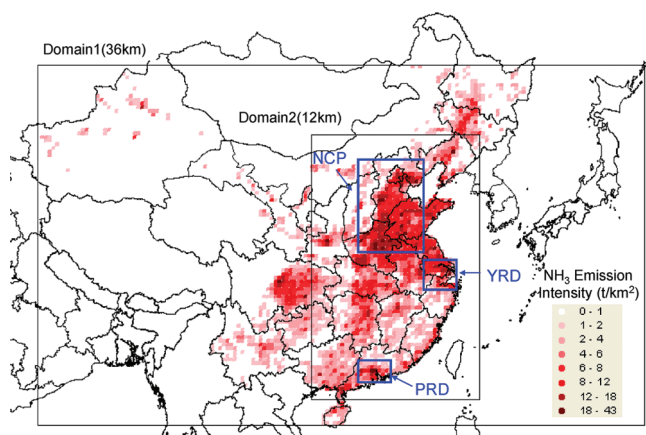 Domain1(36km)
Domain2(12km)
NCP
YRD
PRD
NH₃ Emission
Intensity (t/km²)
0 - 1
1 - 2
2 - 4
4 - 6
6 - 8
8 - 12
12 - 18
18 - 43